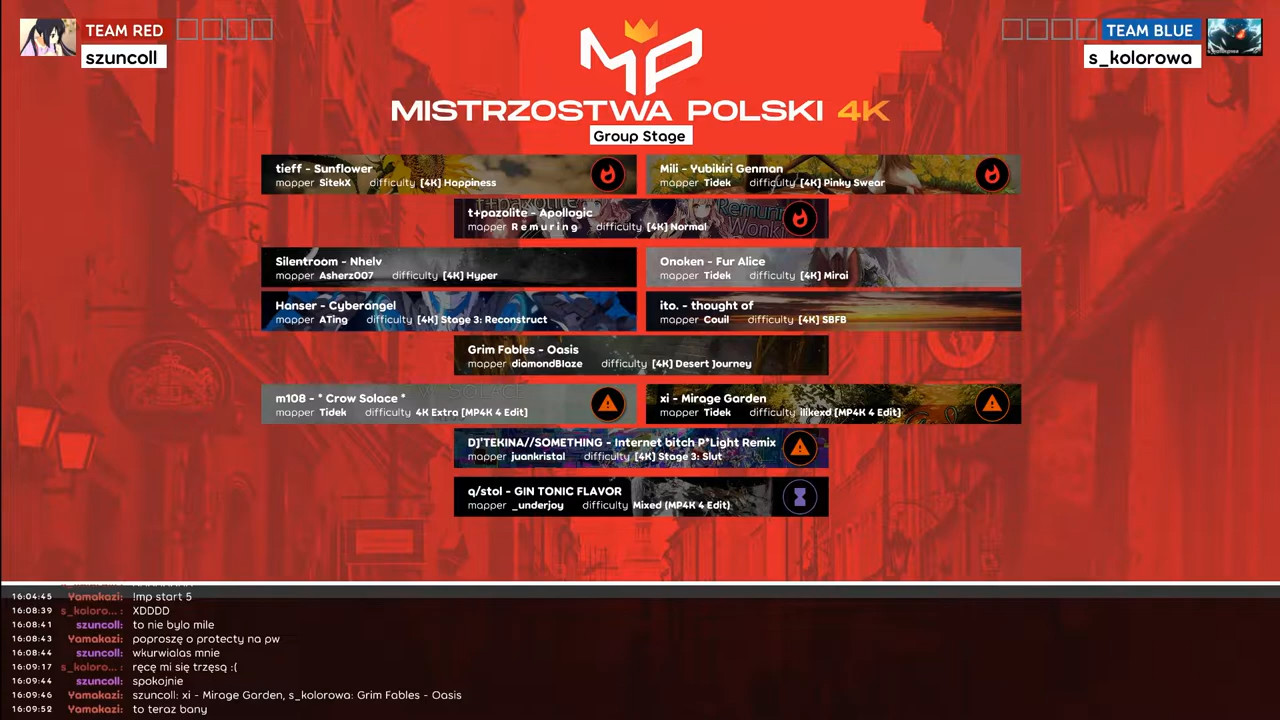 TEAM RED
szuncoll
TEAM BLUE
s_kolorowa
MP
MISTRZOSTWA POLSKI 4K
Group Stage
tieff - Sunflower
mapper SitekX difficulty [4K] Happiness
Mili - Yubikiri Genman
mapper Tidek difficulty [4K] Pinky Swear
t+pazolite - Apollogic
mapper R e m u r i n g difficulty [4K] Normal
Silentroom - Nhelv
mapper Asherz007 difficulty [4K] Hyper
Onoken - Fur Alice
mapper Tidek difficulty [4K] Mirai
Hanser - Cyberangel
mapper ATing difficulty [4K] Stage 3: Reconstruct
ito. - thought of
mapper Couil difficulty [4K] SBFB
Grim Fables - Oasis
mapper diamondBlaze difficulty [4K] Desert Journey
m108 - * Crow Solace *
mapper Tidek difficulty 4K Extra [MP4K 4 Edit]
xi - Mirage Garden
mapper Tidek difficulty ilikexd [MP4K 4 Edit]
DJ'TEKINA//SOMETHING - Internet bitch P*Light Remix
mapper juankristal difficulty [4K] Stage 3: Slut
q/stol - GIN TONIC FLAVOR
mapper _underjoy difficulty Mixed (MP4K 4 Edit)
16:04:45 Yamakazi: !mp start 5
16:08:39 s_koloro... : XDDDD
16:08:41 szuncoll: to nie bylo mile
16:08:43 Yamakazi: poproszę o protecty na pw
16:08:44 szuncoll: wkurwialas mnie
16:09:17 s_koloro... : ręcę mi się trzęsą :(
16:09:44 szuncoll: spokojnie
16:09:46 Yamakazi: szuncoll: xi - Mirage Garden, s_kolorowa: Grim Fables - Oasis
16:09:52 Yamakazi: to teraz bany